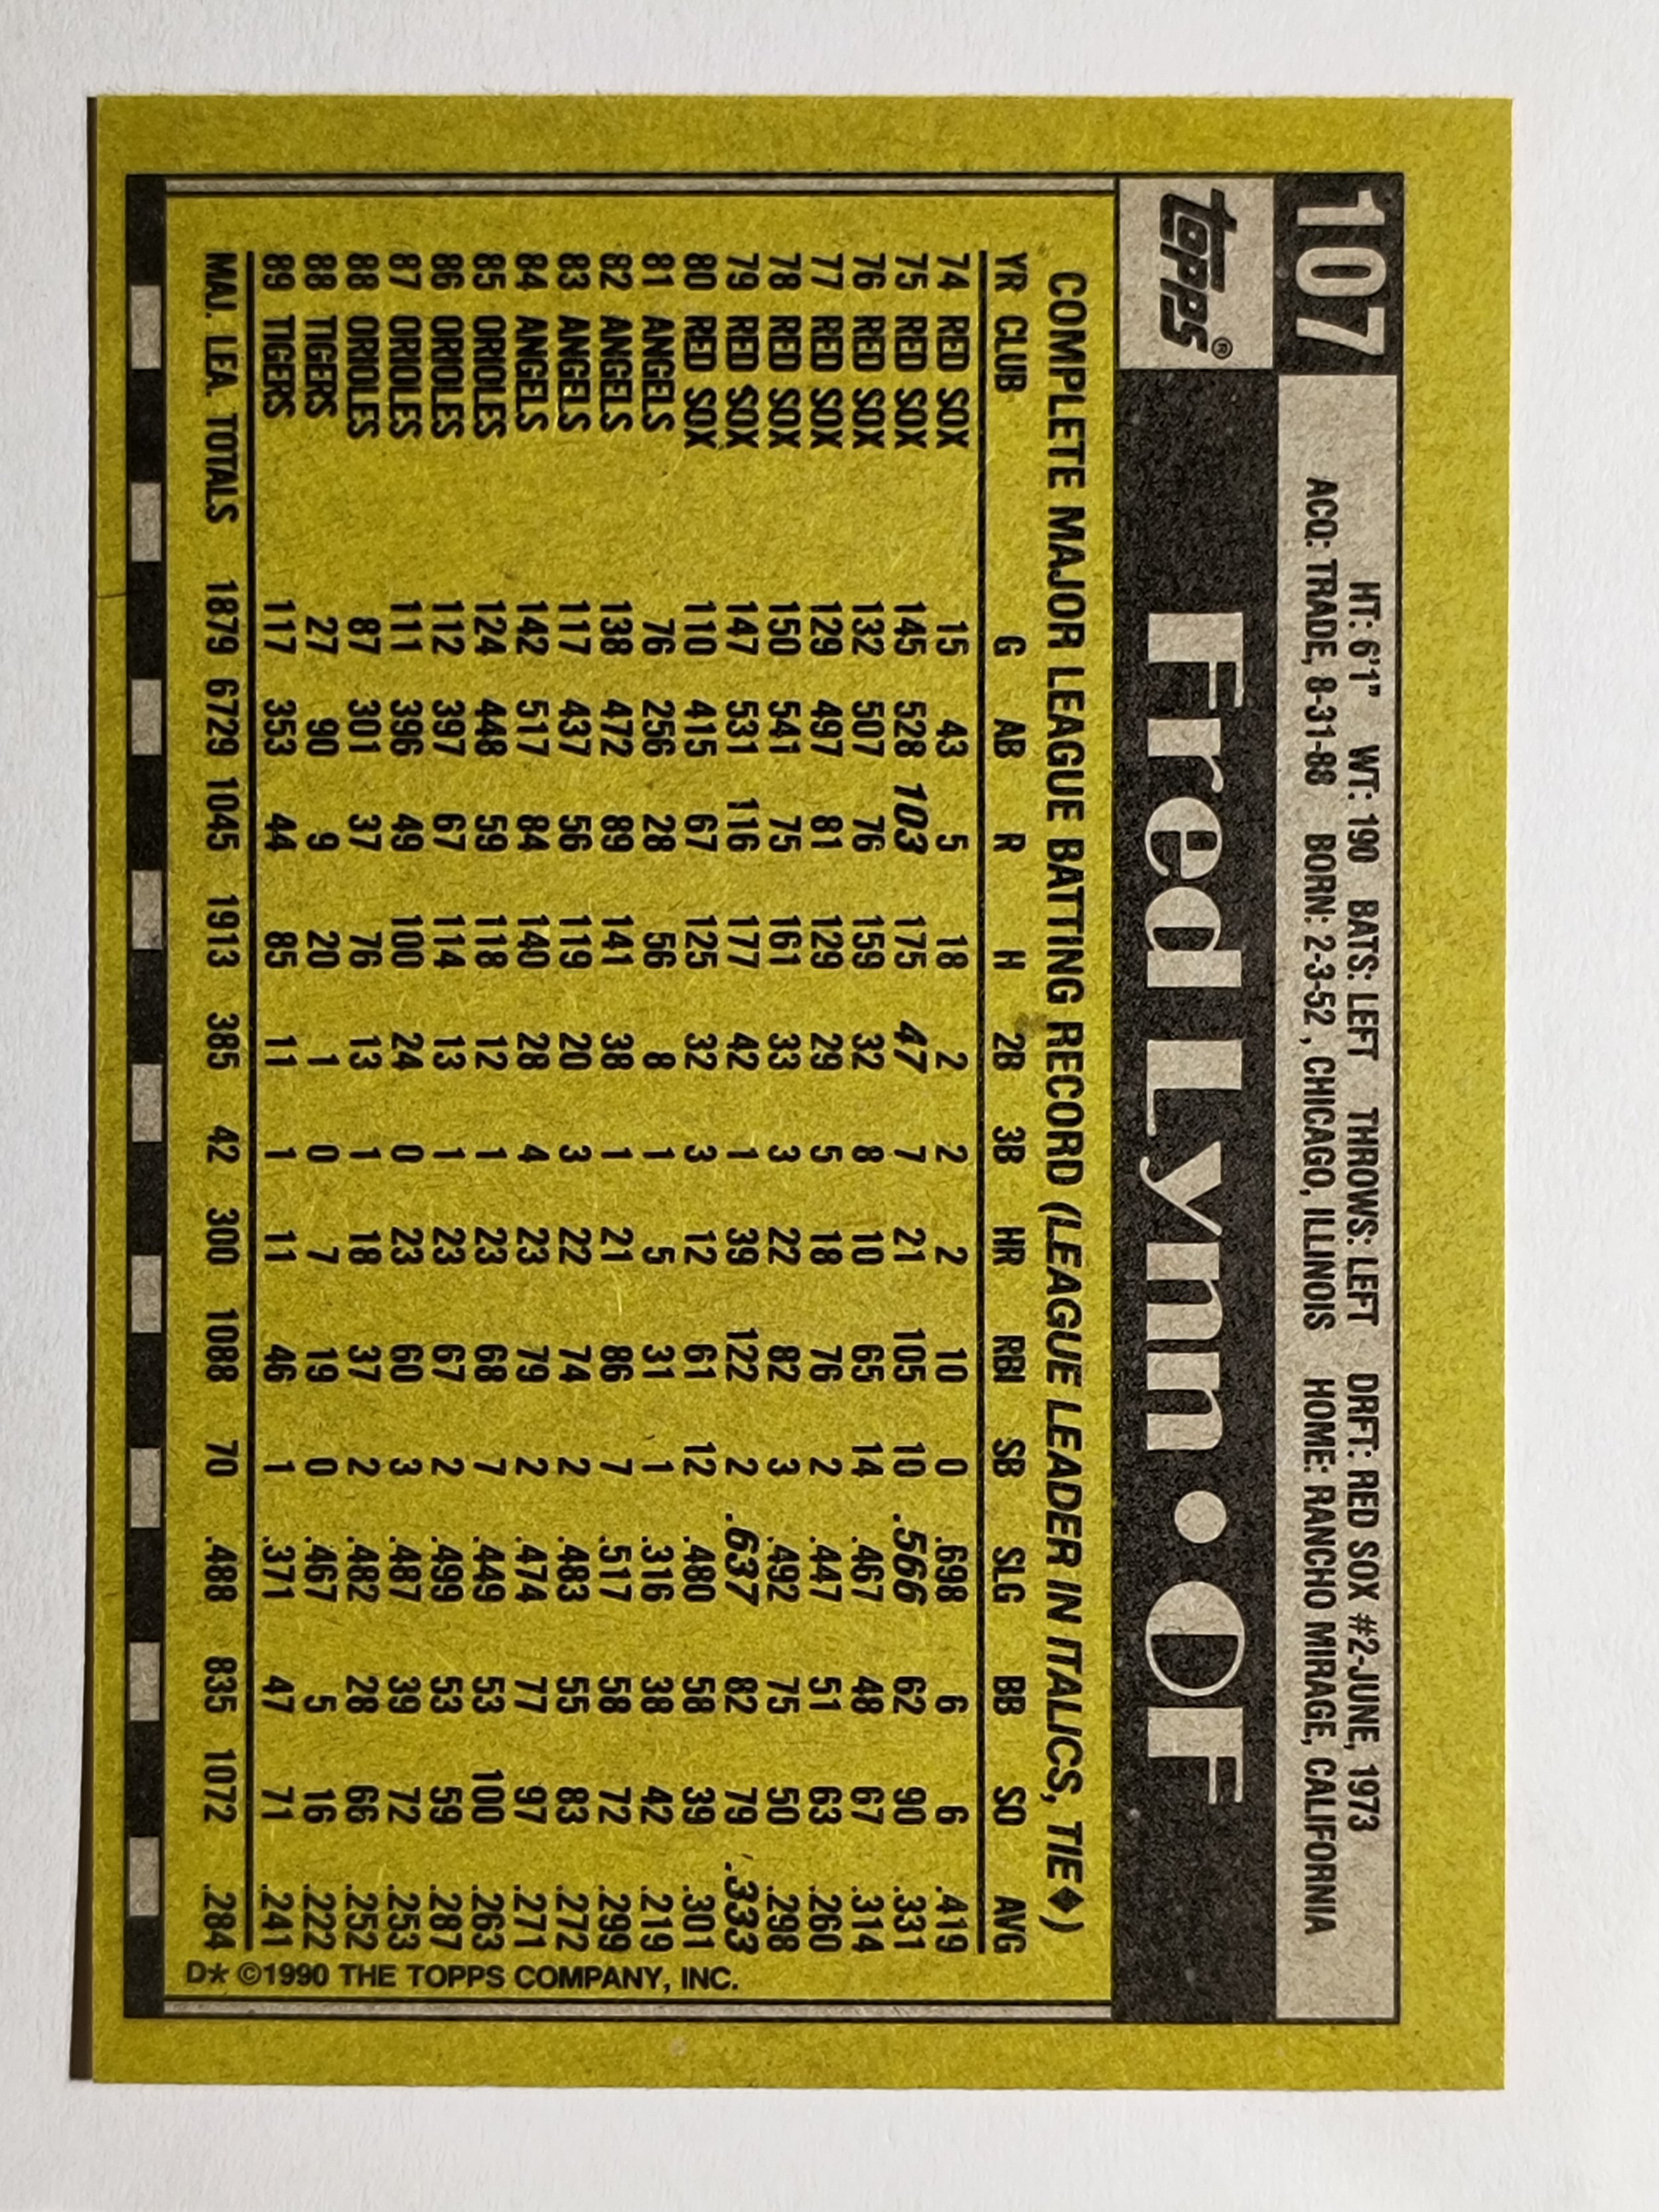 107
HT: 6'1" WT: 190 BATS: LEFT THROWS: LEFT DRFT: RED SOX #2-JUNE, 1973
ACQ: TRADE, 8-31-88 BORN: 2-3-52, CHICAGO, ILLINOIS HOME: RANCHO MIRAGE, CALIFORNIA
topps®
Fred Lynn • OF
COMPLETE MAJOR LEAGUE BATTING RECORD (LEAGUE LEADER IN ITALICS, TIE♦)
YR CLUB G AB R H 2B 3B HR RBI SB SLG BB SO AVG
74 RED SOX 15 43 5 18 2 2 2 10 0 .698 6 6 .419
75 RED SOX 145 528 103 175 47 7 21 105 10 .566 62 90 .331
76 RED SOX 132 507 76 159 32 8 10 65 14 .467 48 67 .314
77 RED SOX 129 497 81 129 29 5 18 76 2 .447 51 63 .260
78 RED SOX 150 541 75 161 33 3 22 82 3 .492 75 50 .298
79 RED SOX 147 531 116 177 42 1 39 122 2 .637 82 79 .333
80 RED SOX 110 415 67 125 32 3 12 61 12 .480 58 39 .301
81 ANGELS 76 256 28 56 8 1 5 31 1 .316 38 42 .219
82 ANGELS 138 472 89 141 38 1 21 86 7 .517 58 72 .299
83 ANGELS 117 437 56 119 20 3 22 74 2 .483 55 83 .272
84 ANGELS 142 517 84 140 28 4 23 79 2 .474 77 97 .271
85 ORIOLES 124 448 59 118 12 1 23 68 7 .449 53 100 .263
86 ORIOLES 112 397 67 114 13 1 23 67 2 .499 53 59 .287
87 ORIOLES 111 396 49 100 24 0 23 60 3 .487 39 72 .253
88 ORIOLES 87 301 37 76 13 1 18 37 2 .482 28 66 .252
88 TIGERS 27 90 9 20 1 0 7 19 0 .467 5 16 .222
89 TIGERS 117 353 44 85 11 1 11 46 1 .371 47 71 .241
MAJ. LEA. TOTALS 1879 6729 1045 1913 385 42 300 1088 70 .488 835 1072 .284
D* ©1990 THE TOPPS COMPANY, INC.